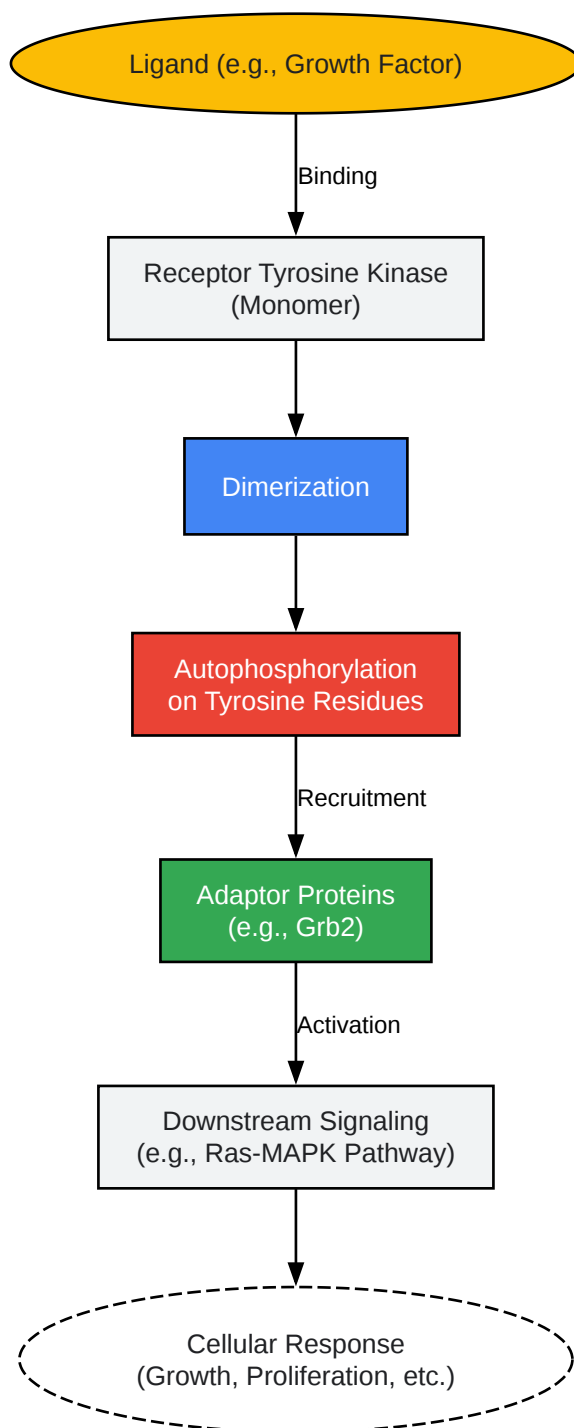 Ligand (e.g., Growth Factor)
Binding
Receptor Tyrosine Kinase
(Monomer)
Dimerization
Autophosphorylation
on Tyrosine Residues
Recruitment
Adaptor Proteins
(e.g., Grb2)
Activation
Downstream Signaling
(e.g., Ras-MAPK Pathway)
Cellular Response
(Growth, Proliferation, etc.)